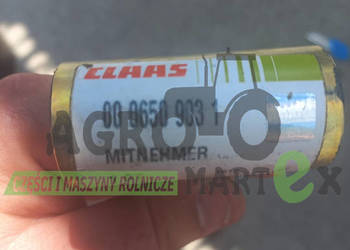 CLAAS
00 0650 903 1
MITNEHMER
AGRO
CZĘŚCI I MASZYNY ROLNICZE
MARTEX